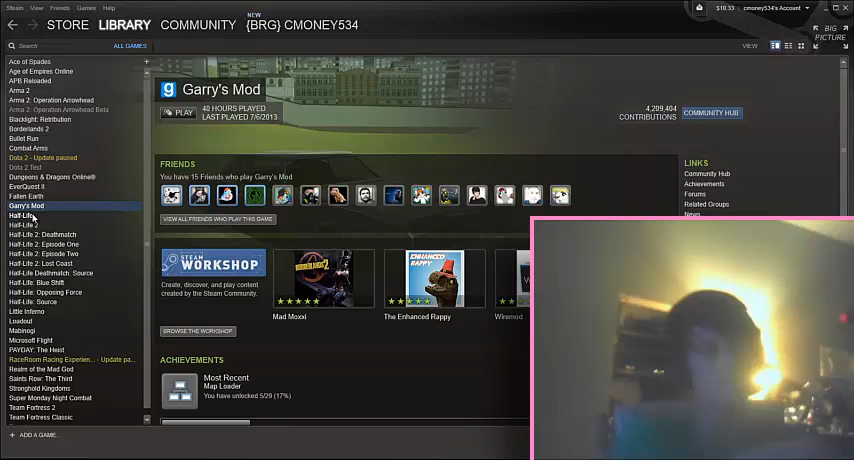 Steam View Friends Games Help
$10.33 cmoney534's Account
STORE LIBRARY COMMUNITY {BRG} CMONEY534
NEW
BIG PICTURE
Search ALL GAMES
VIEW
Ace of Spades
Age of Empires Online
APB Reloaded
Arma 2
Arma 2: Operation Arrowhead
Arma 2: Operation Arrowhead Beta
Blacklight: Retribution
Borderlands 2
Bullet Run
Combat Arms
Dota 2 - Update paused
Dota 2 Test
Dungeons & Dragons Online®
EverQuest II
Fallen Earth
Garry's Mod
Half-Life
Half-Life 2
Half-Life 2: Deathmatch
Half-Life 2: Episode One
Half-Life 2: Episode Two
Half-Life 2: Lost Coast
Half-Life Deathmatch: Source
Half-Life: Blue Shift
Half-Life: Opposing Force
Half-Life: Source
Little Inferno
Loadout
Mabinogi
Microsoft Flight
PAYDAY: The Heist
RaceRoom Racing Experien... - Update pa...
Realm of the Mad God
Saints Row: The Third
Stronghold Kingdoms
Super Monday Night Combat
Team Fortress 2
Team Fortress Classic
+ ADD A GAME...
g Garry's Mod
PLAY
40 HOURS PLAYED
LAST PLAYED 7/6/2013
4,209,404
CONTRIBUTIONS
COMMUNITY HUB
FRIENDS
You have 15 Friends who play Garry's Mod
VIEW ALL FRIENDS WHO PLAY THIS GAME
LINKS
Community Hub
Achievements
Forums
Related Groups
News
STEAM WORKSHOP
Create, discover, and play content
created by the Steam Community.
BROWSE THE WORKSHOP
Mad Moxxi
The Enhanced Rappy
Wiremod
ACHIEVEMENTS
Most Recent
Map Loader
You have unlocked 5/29 (17%)